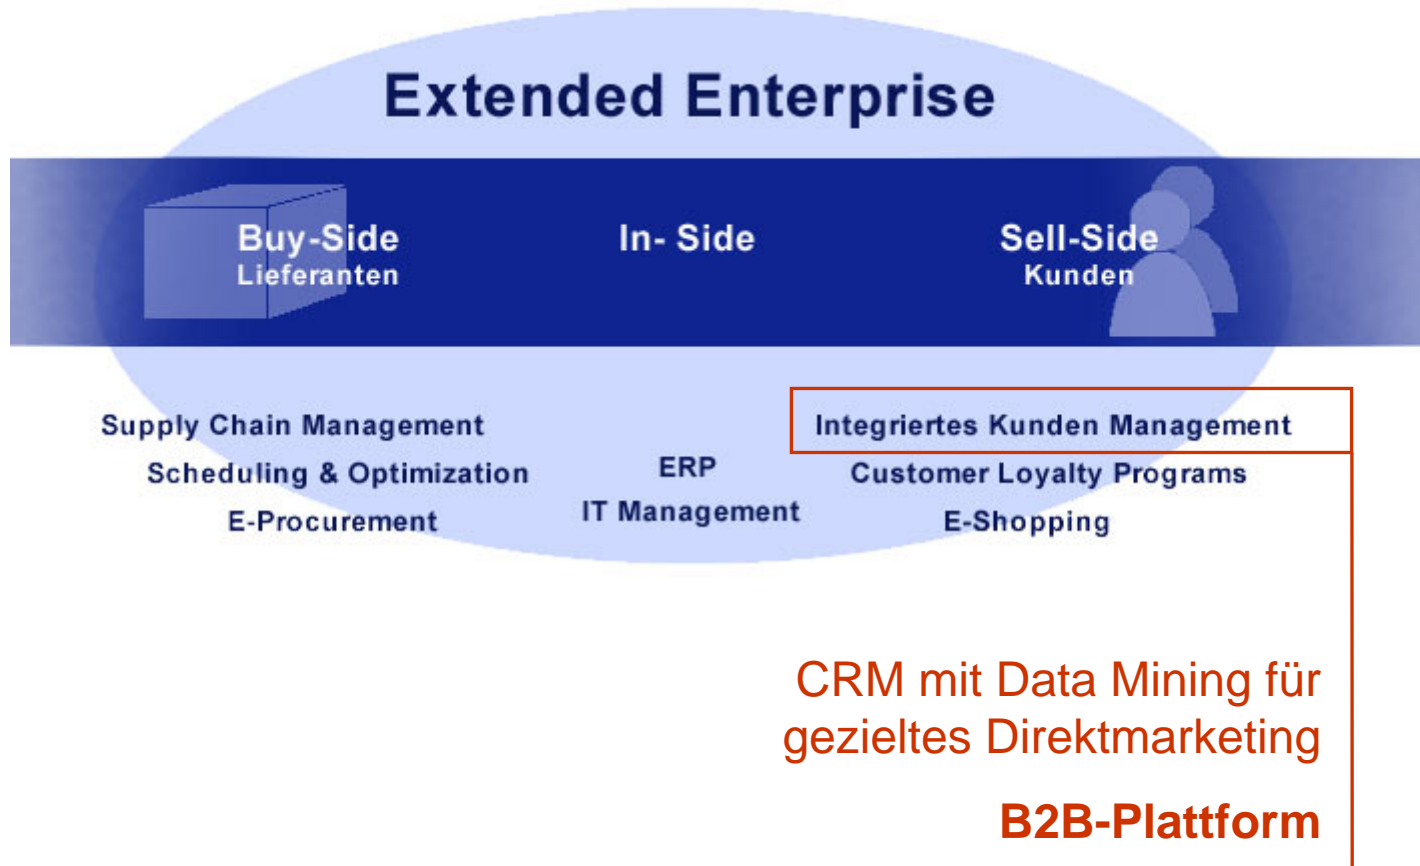 Extended Enterprise
Buy-Side
Lieferanten
In- Side
Sell-Side
Kunden
Supply Chain Management
Scheduling & Optimization
E-Procurement
ERP
IT Management
Integriertes Kunden Management
Customer Loyalty Programs
E-Shopping
CRM mit Data Mining für
gezieltes Direktmarketing
B2B-Plattform